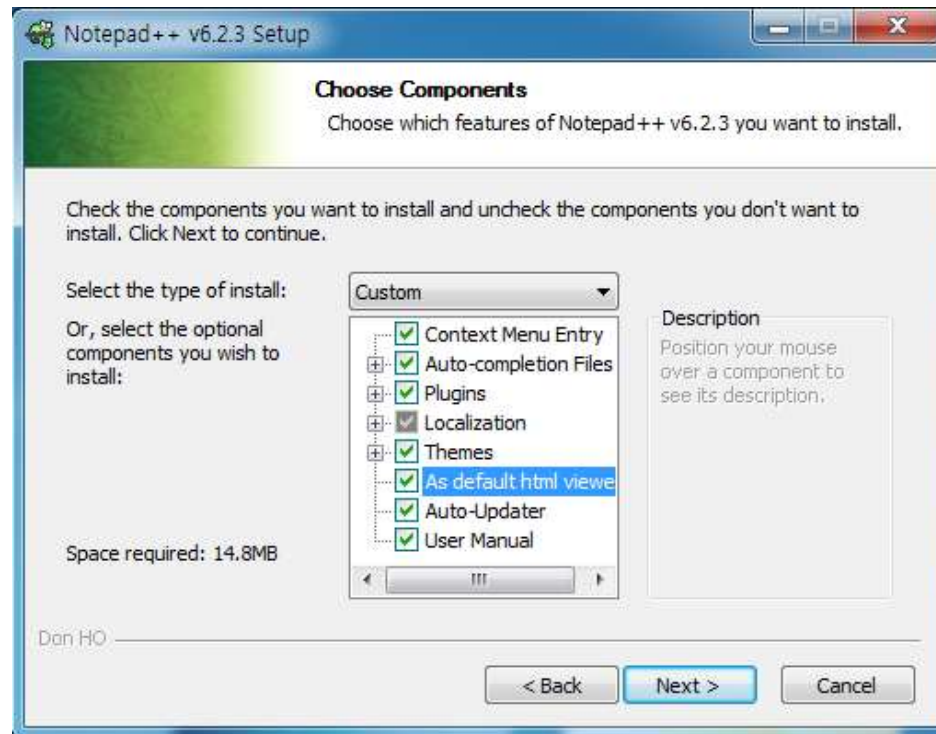 Notepad++ v6.2.3 Setup
Choose Components
Choose which features of Notepad++ v6.2.3 you want to install.
Check the components you want to install and uncheck the components you don't want to
install. Click Next to continue.
Select the type of install:
Custom
Or, select the optional
components you wish to
install:
Context Menu Entry
Auto-completion Files
Plugins
Localization
Themes
As default html viewe
Auto-Updater
User Manual
Description
Position your mouse
over a component to
see its description.
Space required: 14.8MB
Don HO
< Back
Next >
Cancel